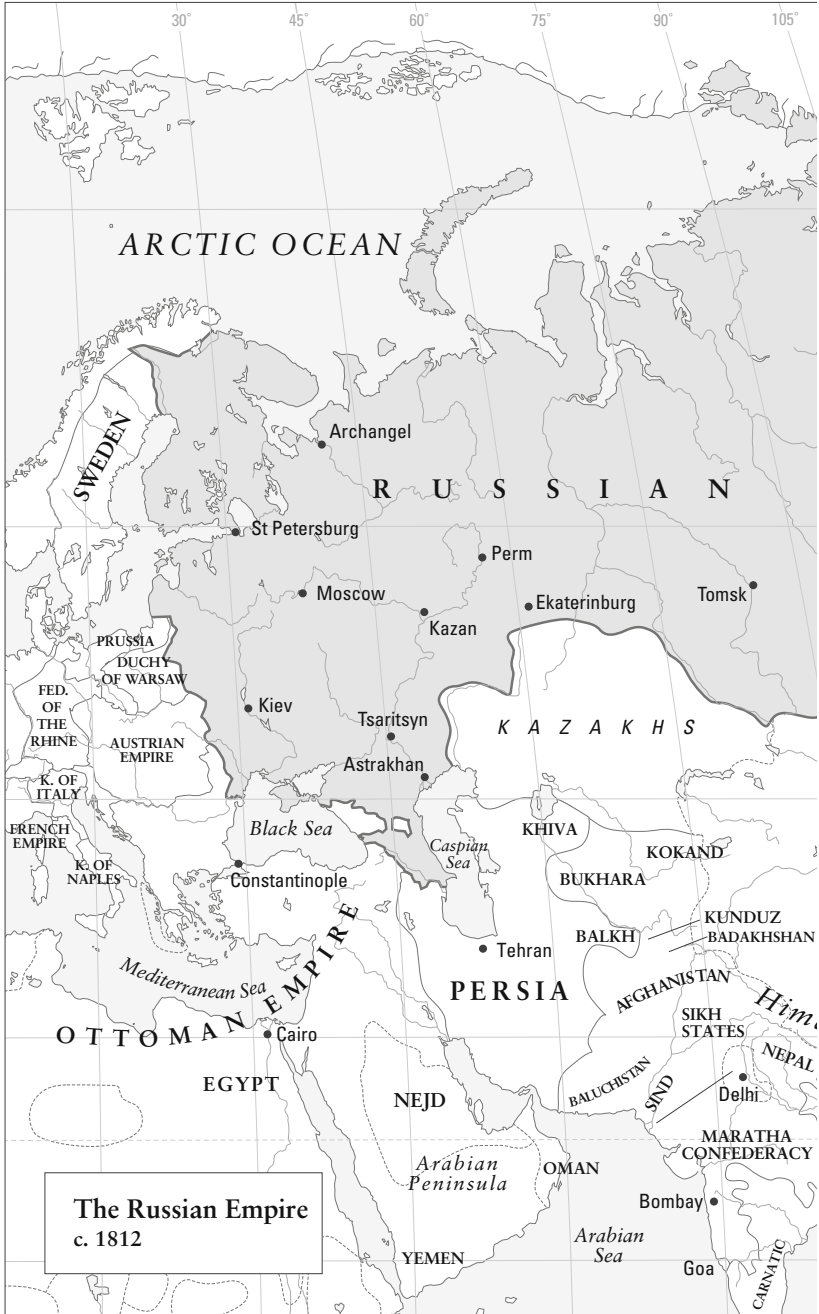 30°
45°
60°
75°
90°
105°
ARCTIC OCEAN
SWEDEN
Archangel
RUSSIAN
St Petersburg
Perm
Moscow
Ekaterinburg
Tomsk
Kazan
PRUSSIA
DUCHY
OF WARSAW
FED.
OF
THE
RHINE
Kiev
Tsaritsyn
KAZAKHS
AUSTRIAN
EMPIRE
Astrakhan
K. OF
ITALY
FRENCH
EMPIRE
Black Sea
Caspian
Sea
KHIVA
KOKAND
K. OF
NAPLES
Constantinople
BUKHARA
KUNDUZ
BALKH
BADAKHSHAN
Tehran
Mediterranean Sea
PERSIA
AFGHANISTAN
OTTOMAN EMPIRE
Cairo
SIKH
STATES
EGYPT
NEPAL
BALUCHISTAN
SIND
Delhi
NEJD
MARATHA
CONFEDERACY
Arabian
Peninsula
OMAN
Bombay
The Russian Empire
c. 1812
Arabian
Sea
YEMEN
Goa
CARNATIC